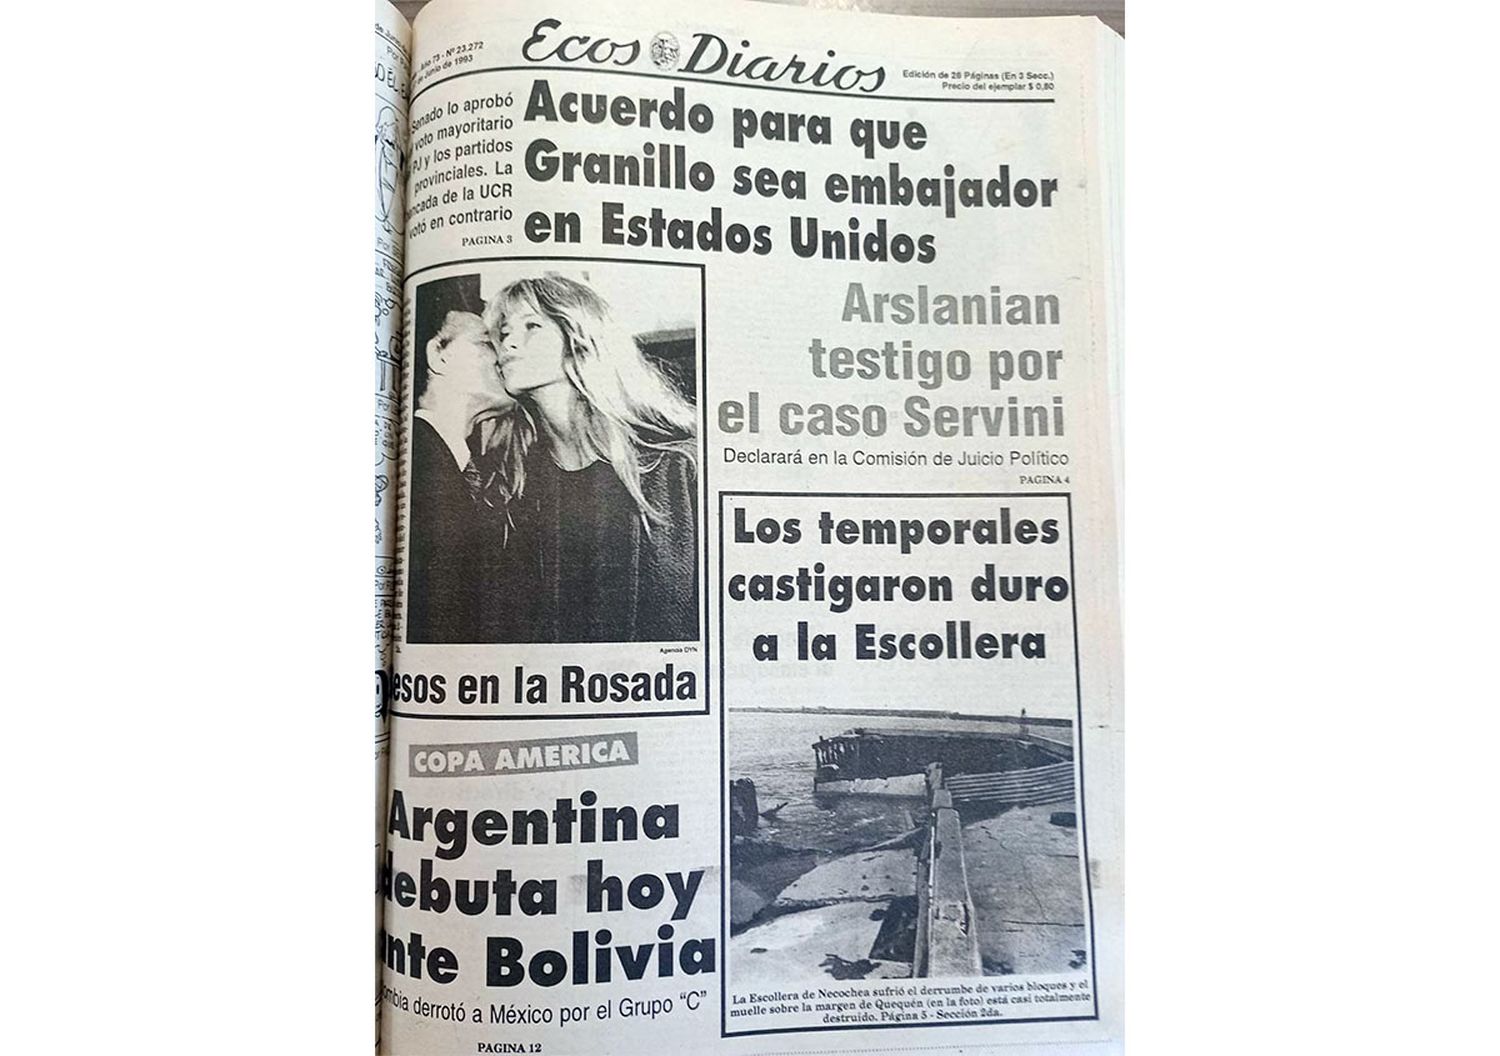 Ecos Diarios
Año 73 - Nº 23.272
de Junio de 1993
Edición de 26 Páginas (En 3 Secc.)
Precio del ejemplar $ 0,80
Senado lo aprobó
voto mayoritario
PJ y los partidos
provinciales. La
bancada de la UCR
votó en contrario
PAGINA 3
Acuerdo para que
Granillo sea embajador
en Estados Unidos
Arslanian
testigo por
el caso Servini
Declarará en la Comisión de Juicio Político
PAGINA 4
Agencia DYN
esos en la Rosada
Los temporales
castigaron duro
a la Escollera
La Escollera de Necochea sufrió el derrumbe de varios bloques y el
muelle sobre la margen de Quequén (en la foto) está casi totalmente
destruido. Página 5 - Sección 2da.
COPA AMERICA
Argentina
debuta hoy
ante Bolivia
mbia derrotó a México por el Grupo “C”
PAGINA 12